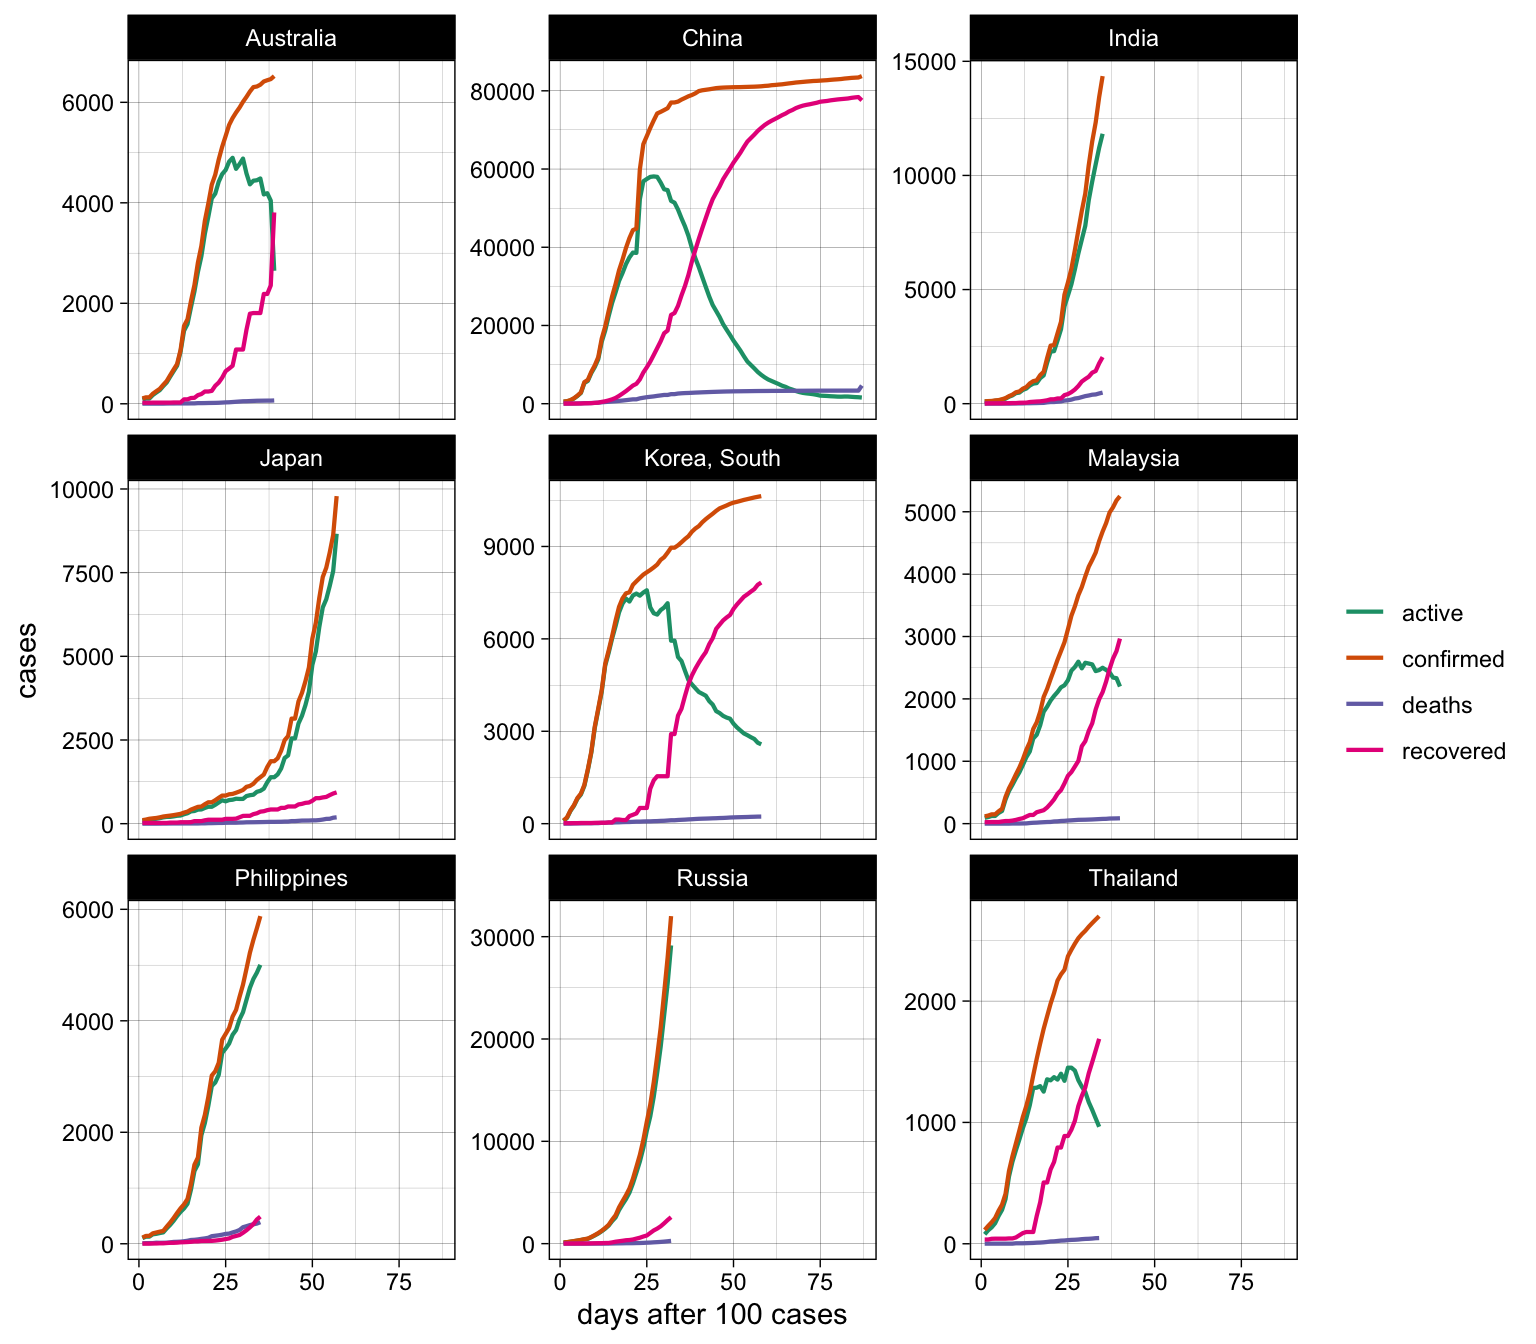 Australia
China
India
6000
4000
2000
0
80000
60000
40000
20000
0
15000
10000
5000
0
Japan
Korea, South
Malaysia
10000
7500
5000
2500
0
9000
6000
3000
0
5000
4000
3000
2000
1000
0
cases
active
confirmed
deaths
recovered
Philippines
Russia
Thailand
6000
4000
2000
0
30000
20000
10000
0
2000
1000
0
0 25 50 75
0 25 50 75
0 25 50 75
days after 100 cases